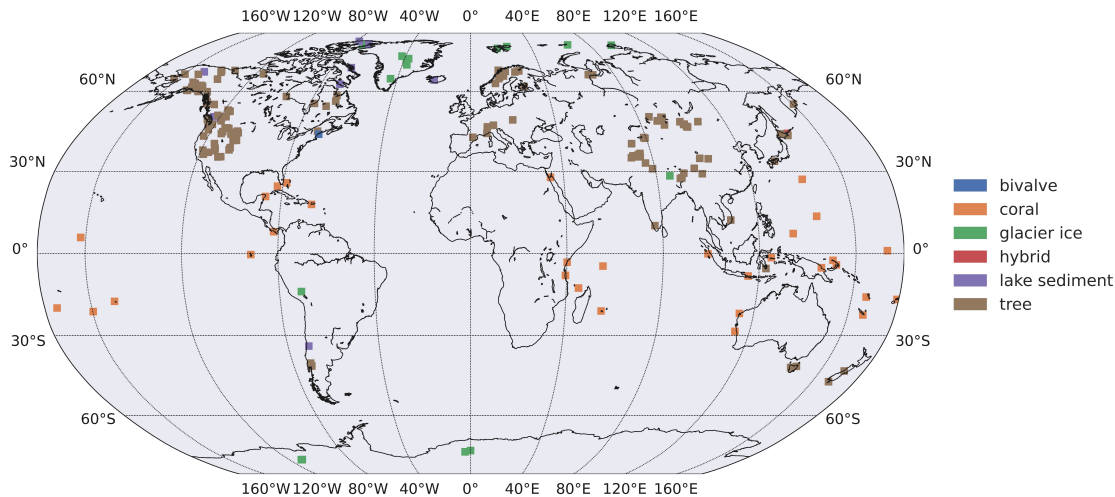 160°W 120°W 80°W 40°W 0° 40°E 80°E 120°E 160°E
60°N 60°N
30°N 30°N
bivalve
coral
glacier ice
0° 0°
hybrid
lake sediment
tree
30°S 30°S
60°S 60°S
160°W 120°W 80°W 40°W 0° 40°E 80°E 120°E 160°E